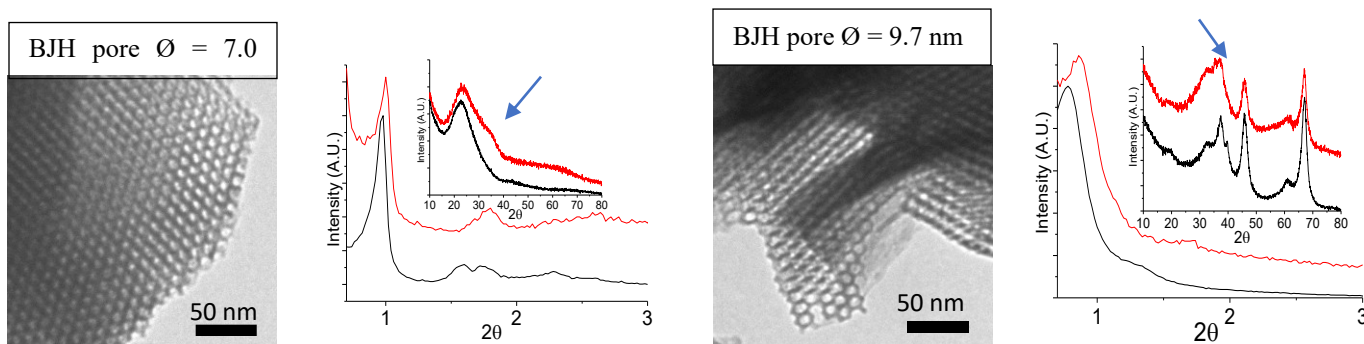 BJH pore Ø = 7.0
50 nm
Intensity (A.U.)
Intensity (A.U.)
10 20 30 40 50 60 70 80
2θ
1 2 3
2θ
BJH pore Ø = 9.7 nm
50 nm
Intensity (A.U.)
Intensity (A.U.)
10 20 30 40 50 60 70 80
2θ
1 2 3
2θ